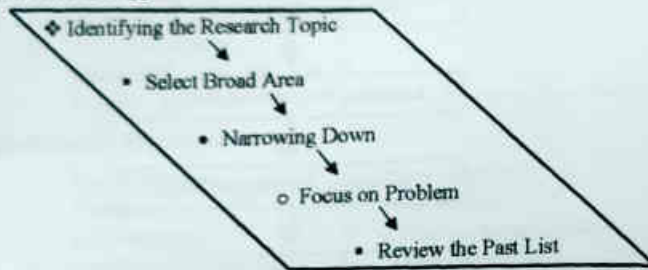 ❖ Identifying the Research Topic
▪ Select Broad Area
• Narrowing Down
o Focus on Problem
▪ Review the Past List